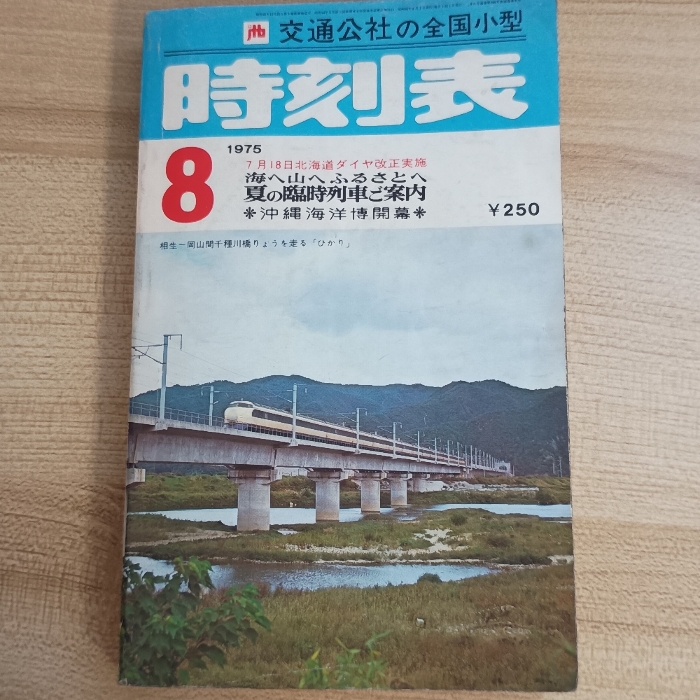 jtb 交通公社の全国小型
時刻表
8
1975
7月18日北海道ダイヤ改正実施
海へ山へふるさとへ
夏の臨時列車ご案内
＊沖縄海洋博開幕＊
￥250
相生－岡山間千種川橋りょうを走る「ひかり」